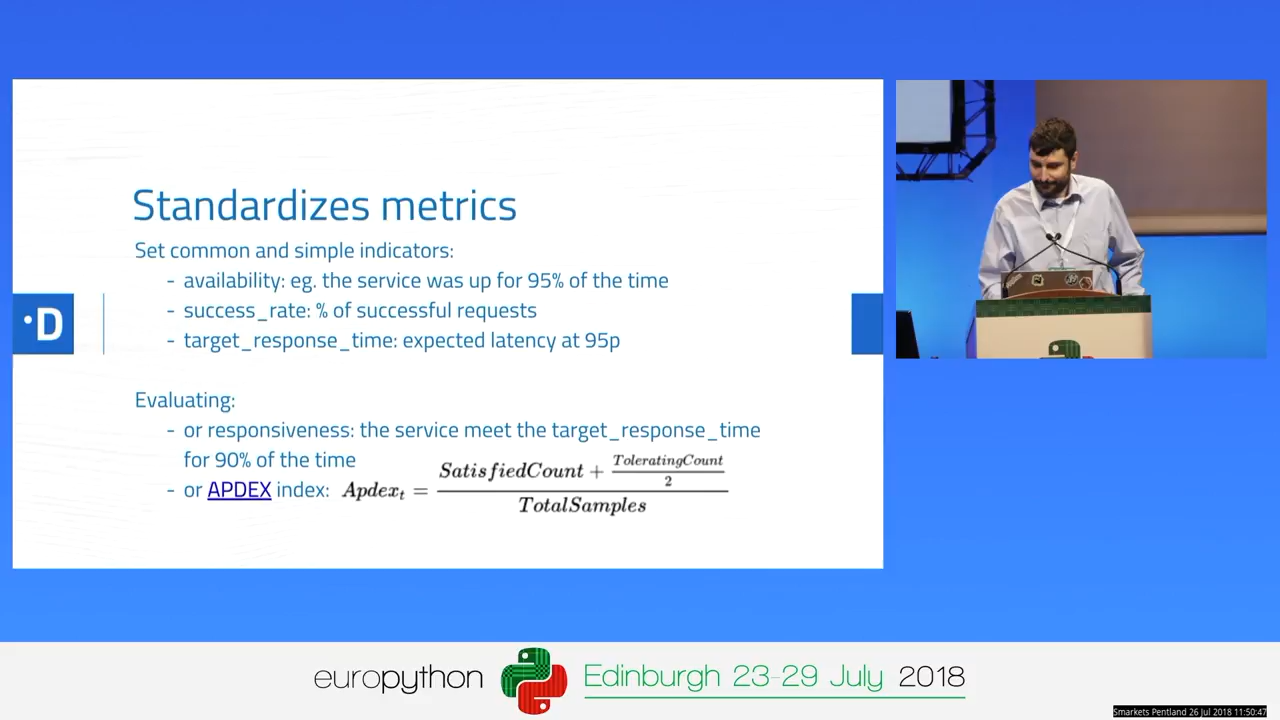 Standardizes metrics
Set common and simple indicators:
- availability: eg. the service was up for 95% of the time
- success_rate: % of successful requests
- target_response_time: expected latency at 95p
Evaluating:
- or responsiveness: the service meet the target_response_time
for 90% of the time
- or APDEX index: Apdex_t = (SatisfiedCount + ToleratingCount / 2) / TotalSamples
D
europython Edinburgh 23-29 July 2018
Smarkets Pentland 26 Jul 2018 11:50:47